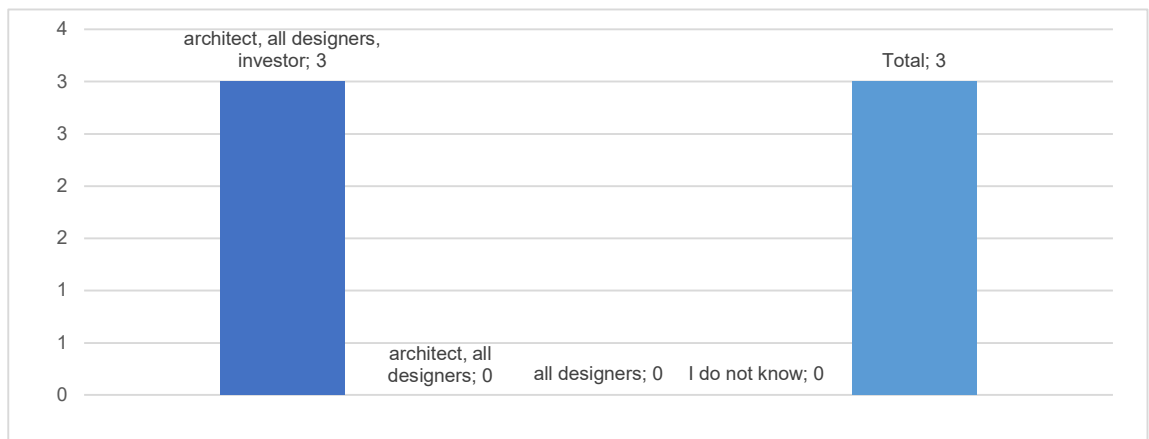 4
3
3
2
2
1
1
0
architect, all designers,
investor; 3
architect, all
designers; 0
all designers; 0
I do not know; 0
Total; 3